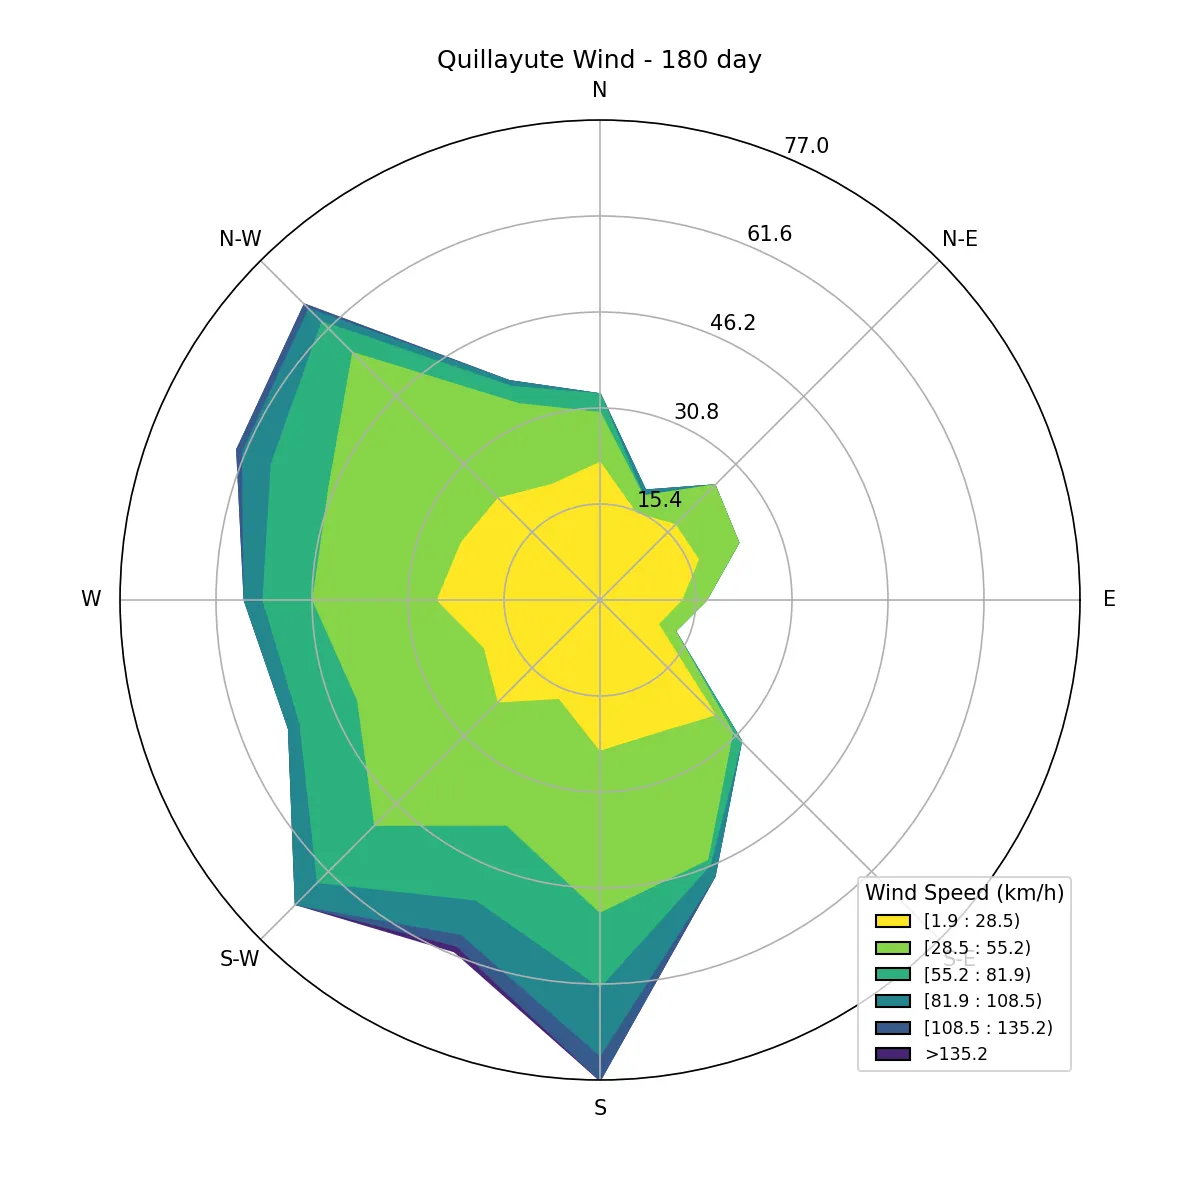 Quillayute Wind - 180 day
N
77.0
61.6
N-W
N-E
46.2
30.8
15.4
W
E
S-W
S-E
Wind Speed (km/h)
[1.9 : 28.5)
[28.5 : 55.2)
[55.2 : 81.9)
[81.9 : 108.5)
[108.5 : 135.2)
>135.2
S